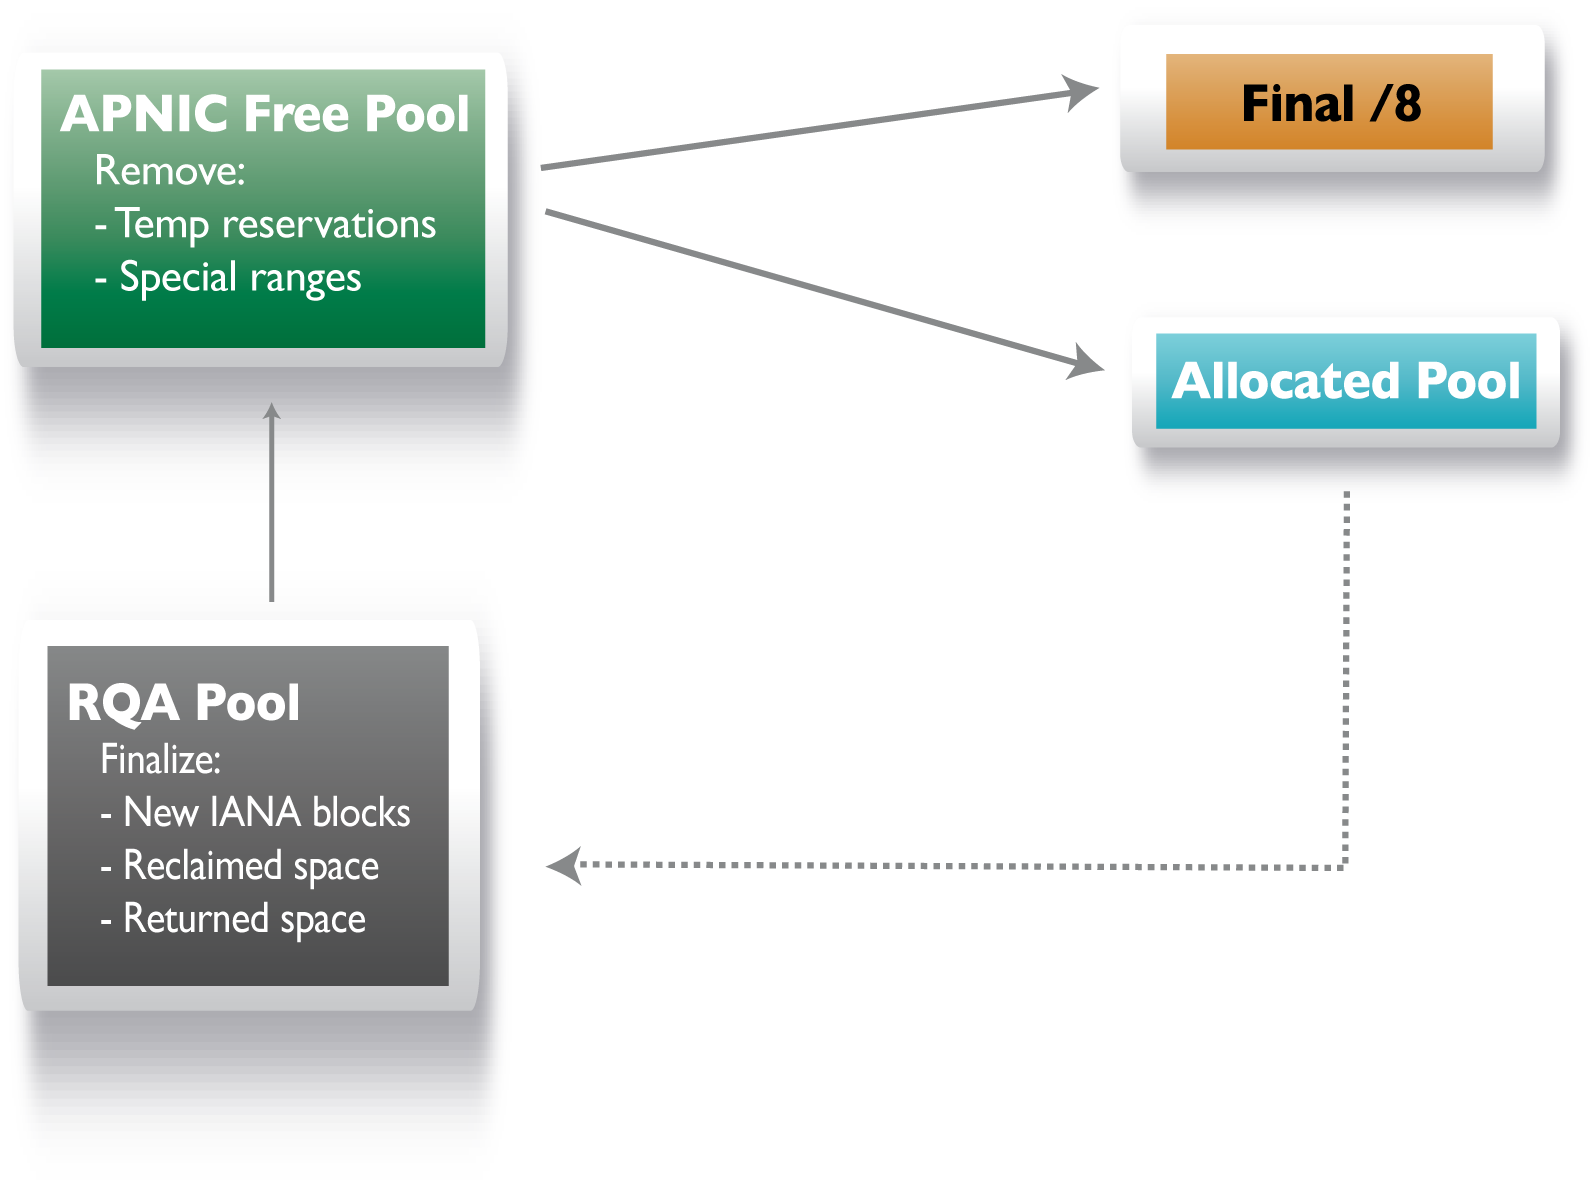 APNIC Free Pool
Remove:
- Temp reservations
- Special ranges
Final /8
Allocated Pool
RQA Pool
Finalize:
- New IANA blocks
- Reclaimed space
- Returned space